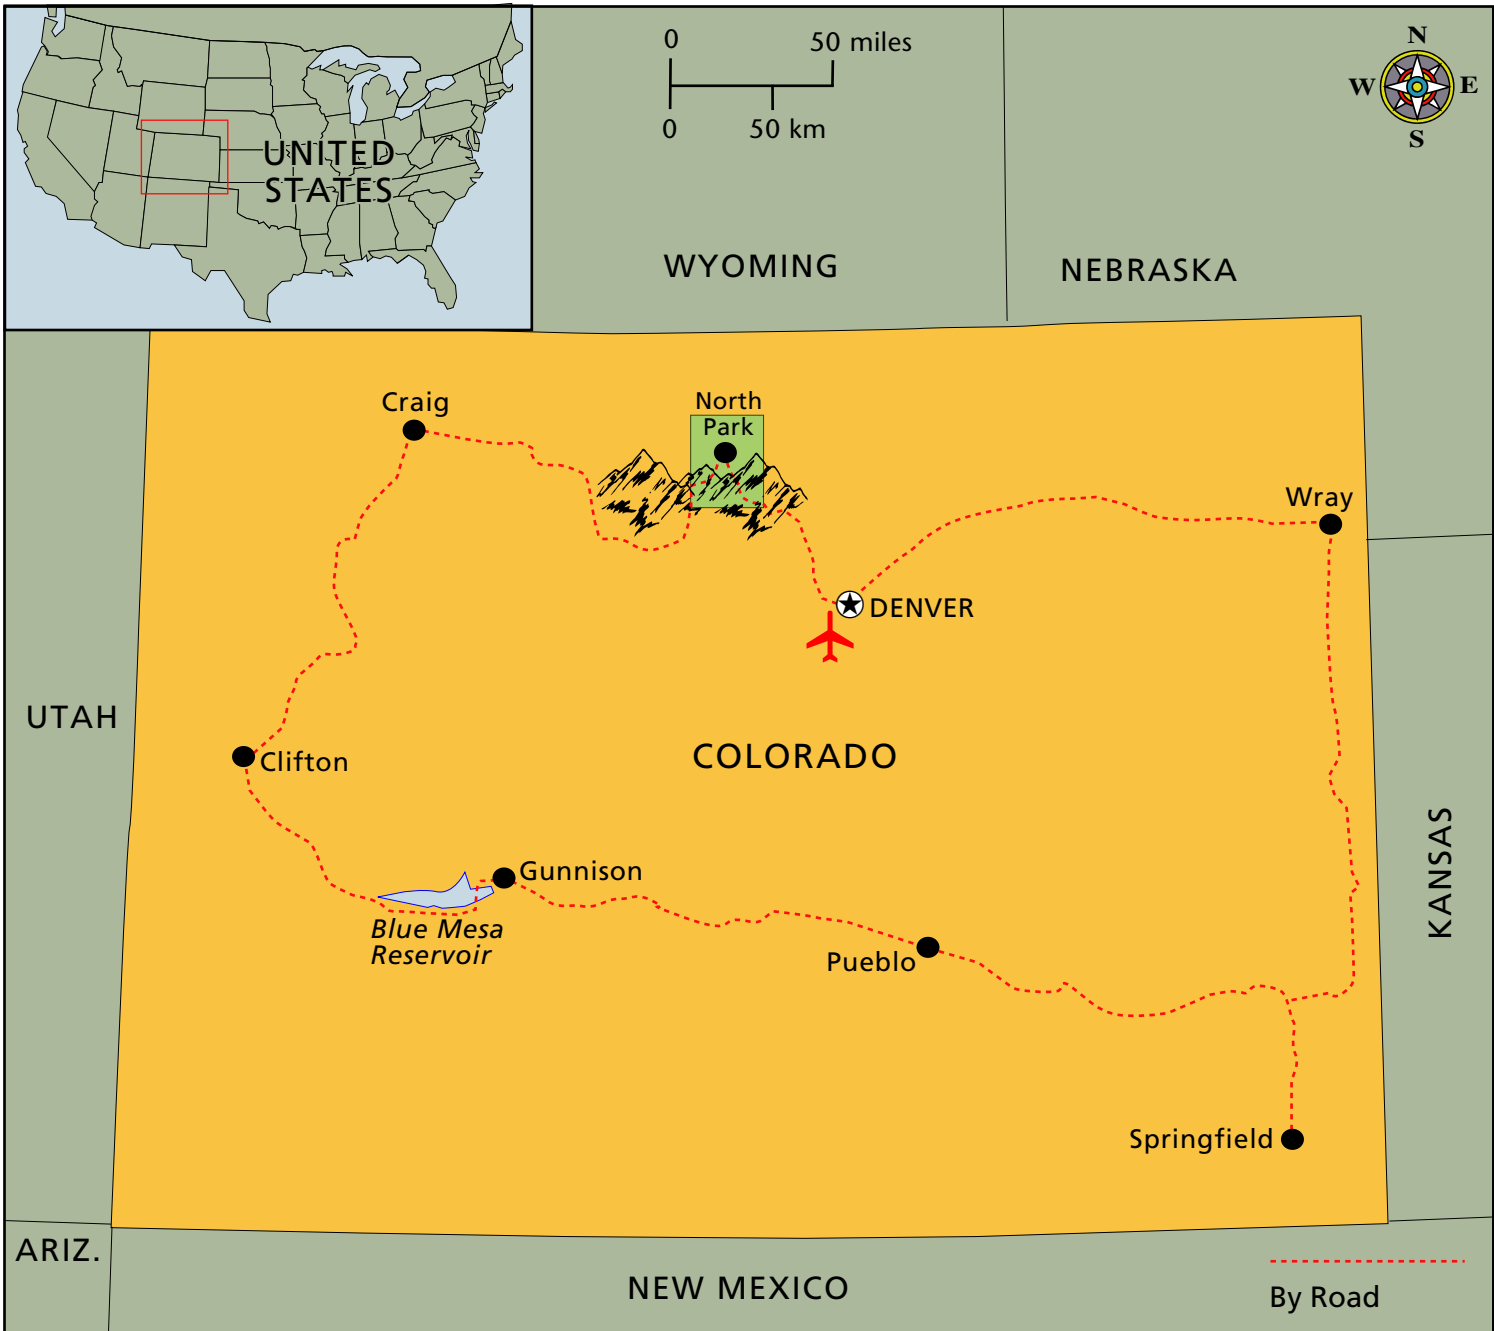 UNITED
STATES
0
50 miles
0
50 km
N
W
E
S
WYOMING
NEBRASKA
Craig
North
Park
Wray
DENVER
UTAH
Clifton
COLORADO
KANSAS
Gunnison
Blue Mesa
Reservoir
Pueblo
Springfield
ARIZ.
NEW MEXICO
By Road